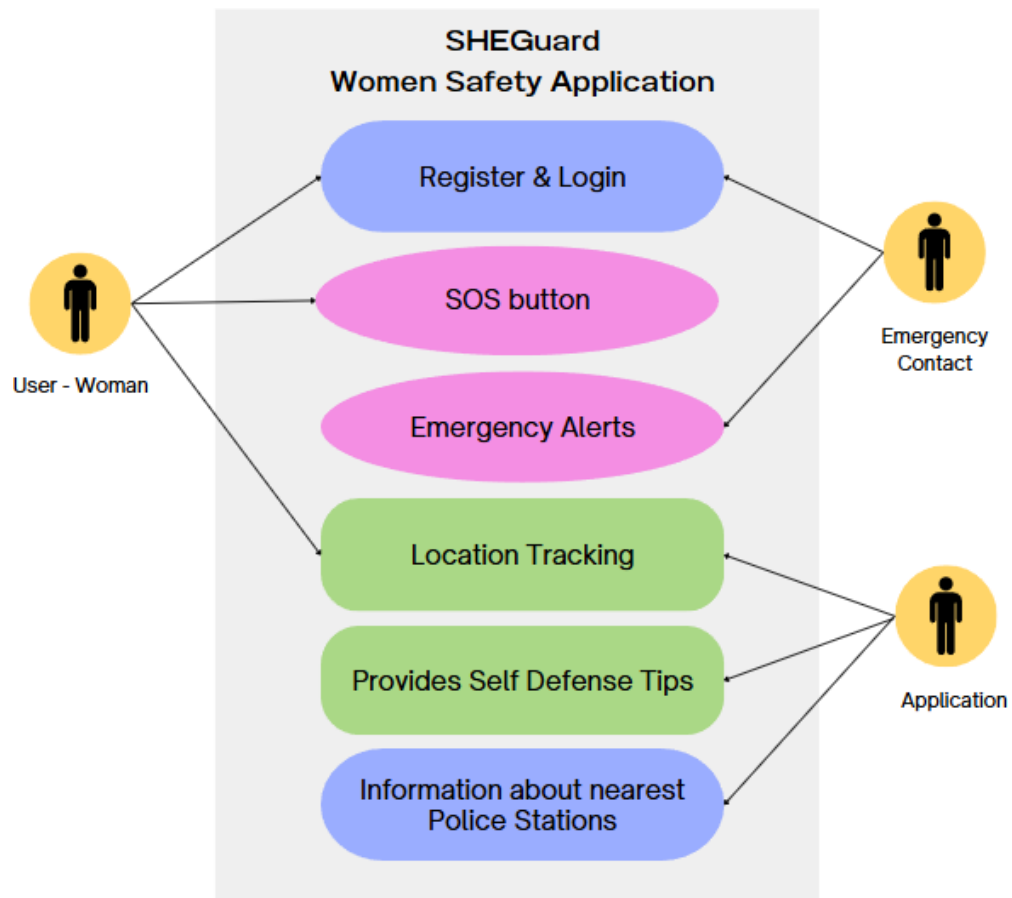 SHEGuard
Women Safety Application
Register & Login
SOS button
Emergency Alerts
Location Tracking
Provides Self Defense Tips
Information about nearest
Police Stations
User - Woman
Emergency
Contact
Application